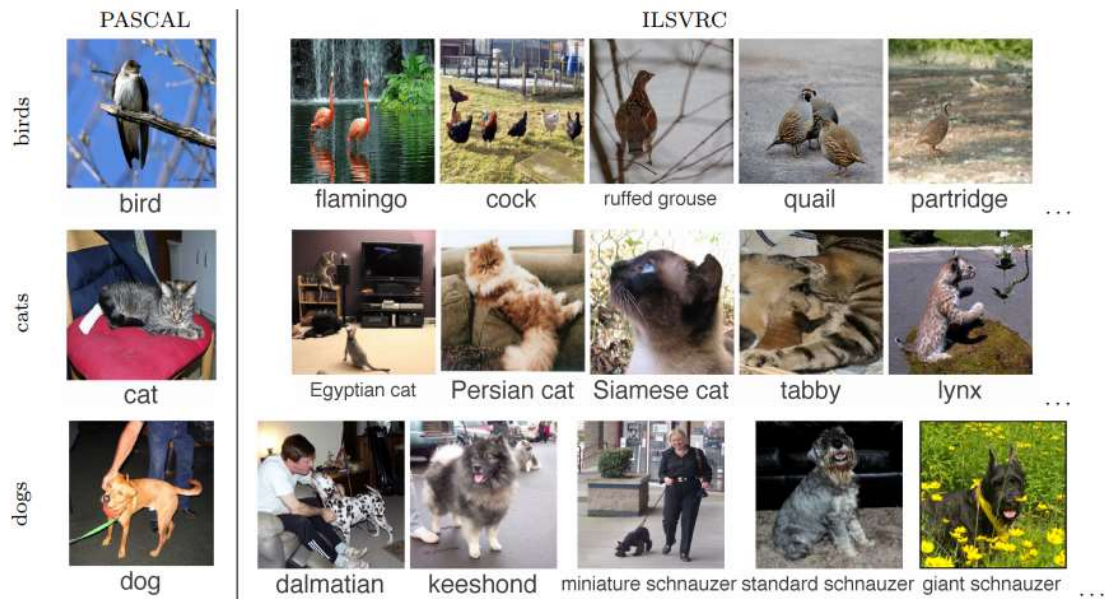 PASCAL
ILSVRC
birds
bird
flamingo
cock
ruffed grouse
quail
partridge
...
cats
cat
Egyptian cat
Persian cat
Siamese cat
tabby
lynx
...
dogs
dog
dalmatian
keeshond
miniature schnauzer
standard schnauzer
giant schnauzer
...